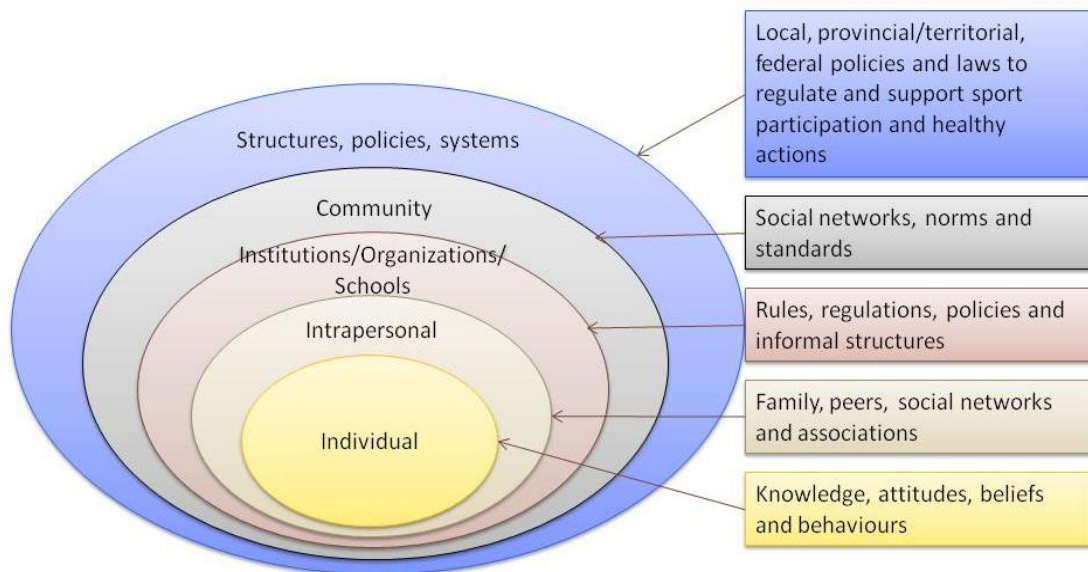 Structures, policies, systems
Community
Institutions/Organizations/
Schools
Intrapersonal
Individual
Local, provincial/territorial,
federal policies and laws to
regulate and support sport
participation and healthy
actions
Social networks, norms and
standards
Rules, regulations, policies and
informal structures
Family, peers, social networks
and associations
Knowledge, attitudes, beliefs
and behaviours